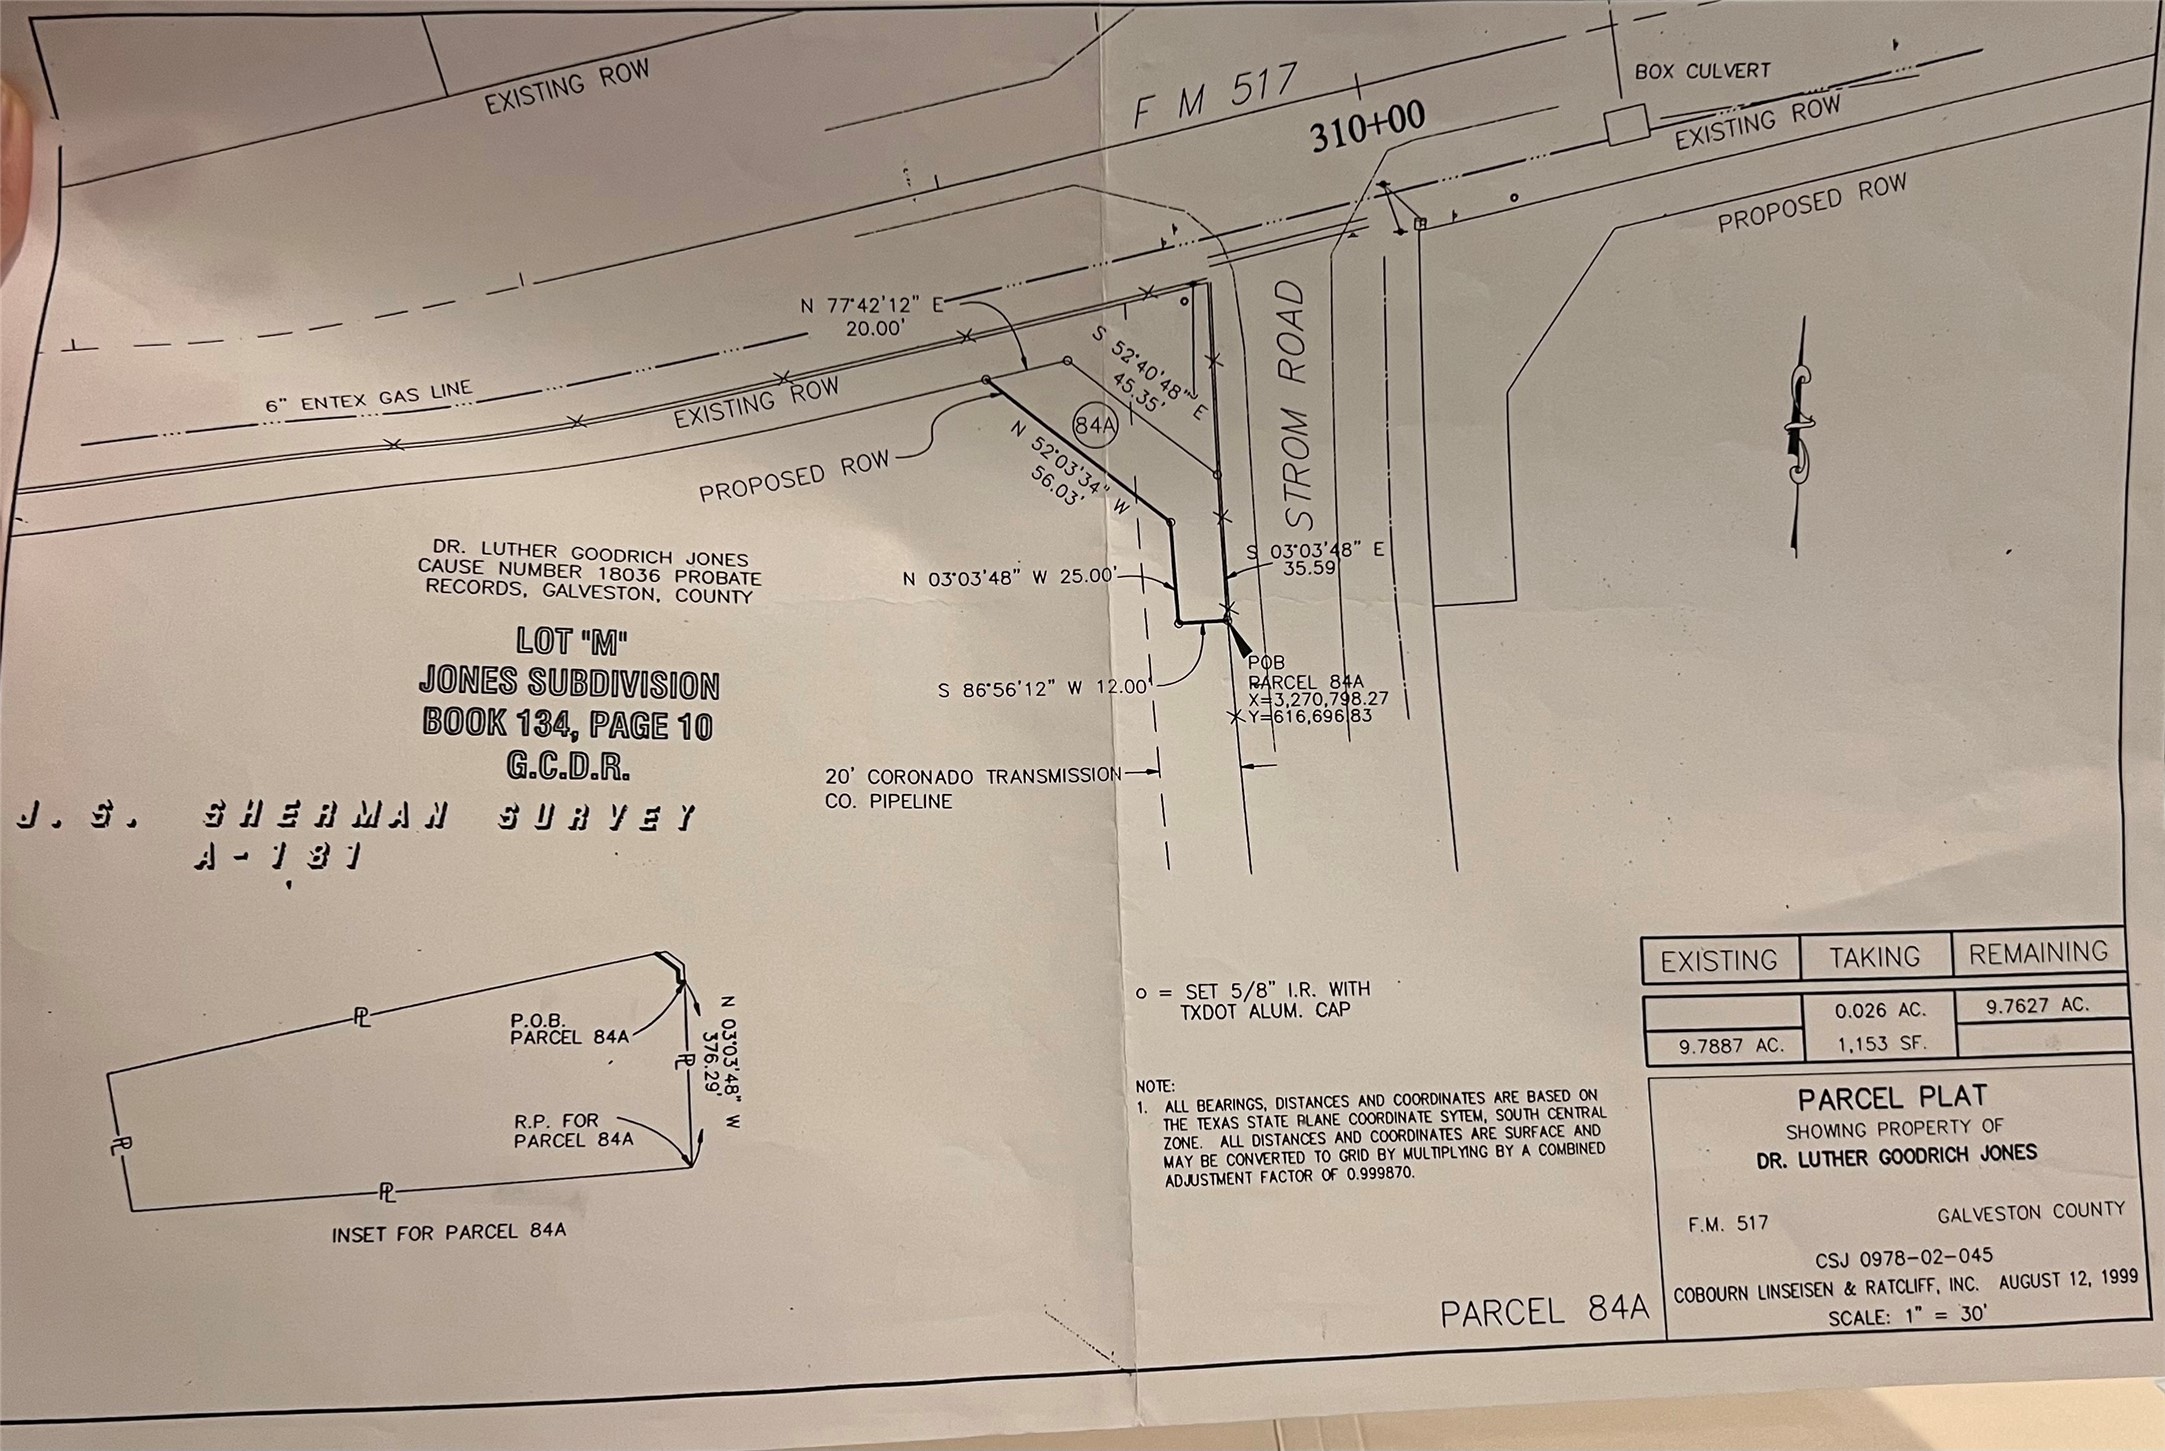 EXISTING ROW
F M 517
310+00
BOX CULVERT
EXISTING ROW
PROPOSED ROW
N 77°42'12" E
20.00'
6" ENTEX GAS LINE
EXISTING ROW
PROPOSED ROW
S 52°40'48" E
45.35'
84A
N 52°03'34" W
56.03'
STROM ROAD
S 03°03'48" E
35.59'
N 03°03'48" W 25.00'
S 86°56'12" W 12.00'
POB
PARCEL 84A
X=3,270,798.27
Y=616,696.83
20' CORONADO TRANSMISSION
CO. PIPELINE
DR. LUTHER GOODRICH JONES
CAUSE NUMBER 18036 PROBATE
RECORDS, GALVESTON, COUNTY
LOT "M"
JONES SUBDIVISION
BOOK 134, PAGE 10
G.C.D.R.
J. S. SHERMAN SURVEY
A-181
PL
P.O.B.
PARCEL 84A
PL
N 03°03'48" W
376.29'
PL
R.P. FOR
PARCEL 84A
PL
INSET FOR PARCEL 84A
o = SET 5/8" I.R. WITH
TXDOT ALUM. CAP
NOTE:
1. ALL BEARINGS, DISTANCES AND COORDINATES ARE BASED ON
THE TEXAS STATE PLANE COORDINATE SYTEM, SOUTH CENTRAL
ZONE. ALL DISTANCES AND COORDINATES ARE SURFACE AND
MAY BE CONVERTED TO GRID BY MULTIPLYING BY A COMBINED
ADJUSTMENT FACTOR OF 0.999870.
EXISTING TAKING REMAINING
0.026 AC. 9.7627 AC.
9.7887 AC. 1,153 SF.
PARCEL PLAT
SHOWING PROPERTY OF
DR. LUTHER GOODRICH JONES
F.M. 517 GALVESTON COUNTY
CSJ 0978-02-045
COBOURN LINSEISEN & RATCLIFF, INC. AUGUST 12, 1999
SCALE: 1" = 30'
PARCEL 84A